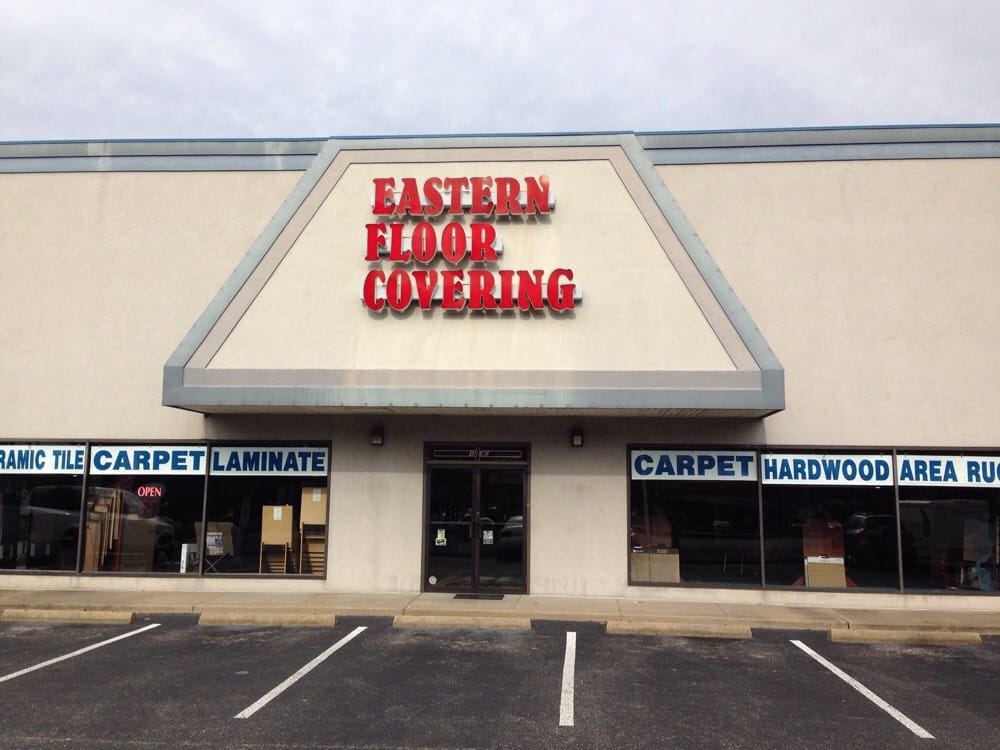 EASTERN
FLOOR
COVERING
RAMIC TILE
CARPET
LAMINATE
OPEN
CARPET
HARDWOOD
AREA RUG